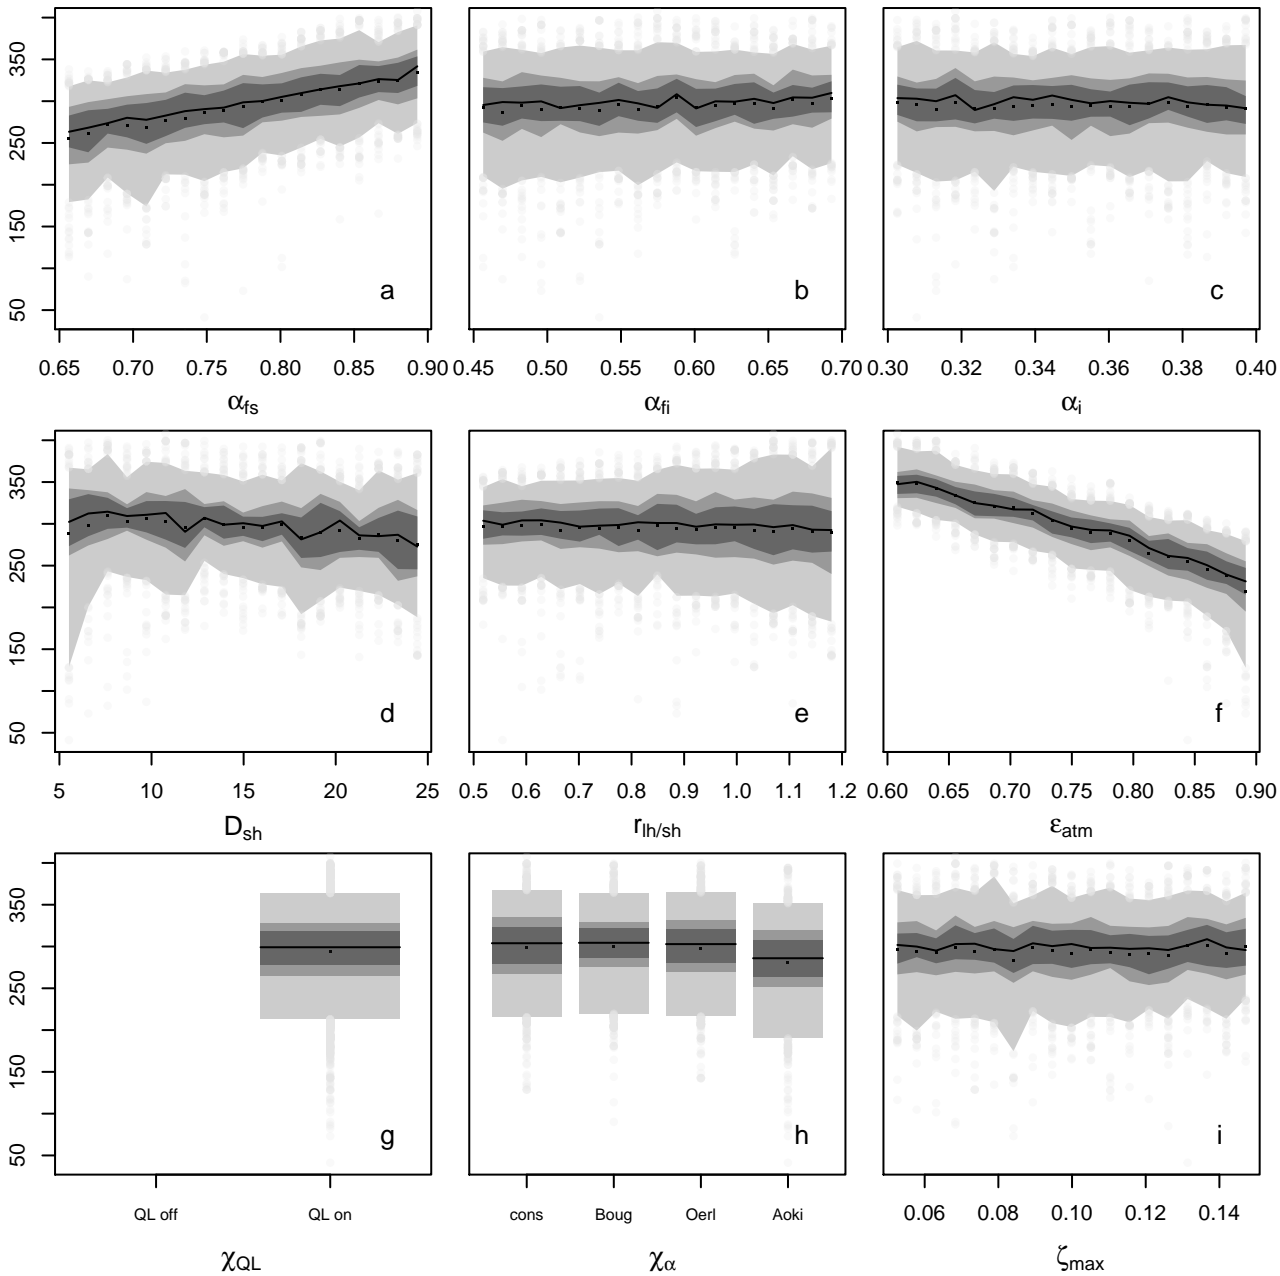 350
250
150
50
a
b
c
0.65 0.70 0.75 0.80 0.85 0.90 0.45 0.50 0.55 0.60 0.65 0.70 0.30 0.32 0.34 0.36 0.38 0.40
αfs αfi αi
350
250
150
50
d
e
f
5 10 15 20 25 0.5 0.6 0.7 0.8 0.9 1.0 1.1 1.2 0.60 0.65 0.70 0.75 0.80 0.85 0.90
Dsh rlh/sh εatm
350
250
150
50
g
h
i
QL off QL on cons Boug Oerl Aoki 0.06 0.08 0.10 0.12 0.14
χQL χα ζmax